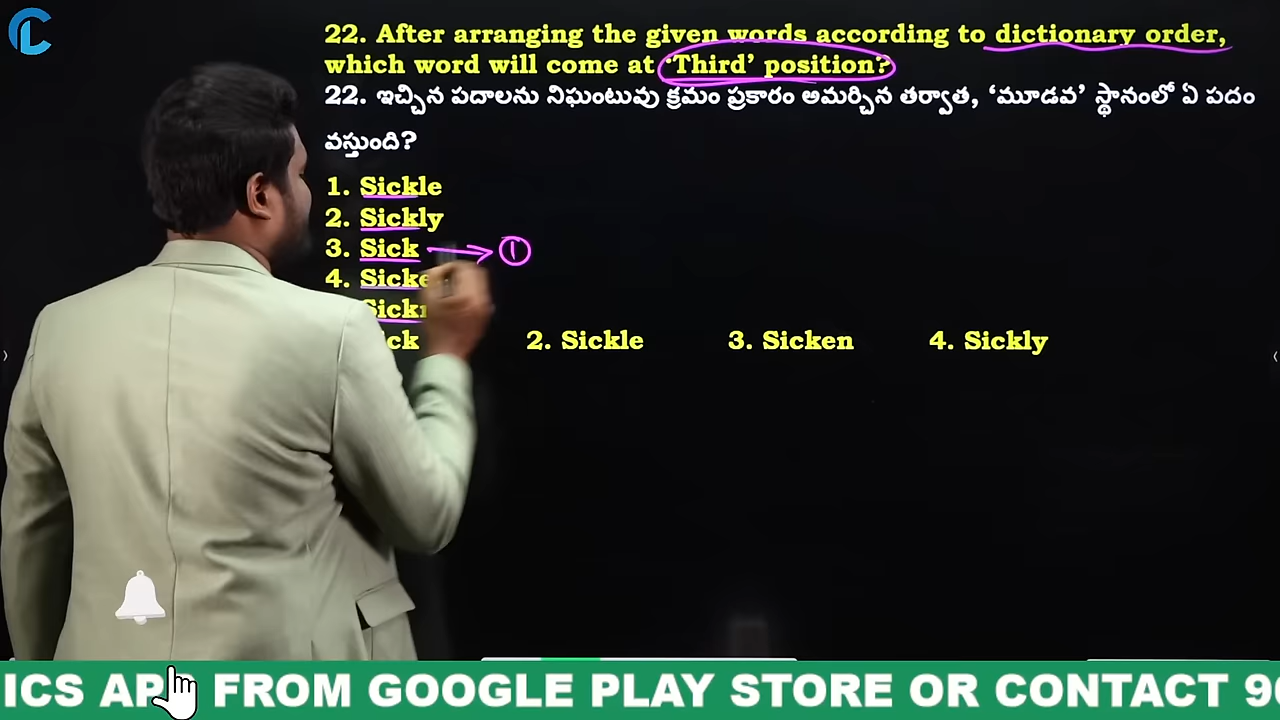 22. After arranging the given words according to dictionary order,
which word will come at ‘Third’ position?
22. ఇచ్చిన పదాలను నిఘంటువు క్రమం ప్రకారం అమర్చిన తర్వాత, ‘మూడవ’ స్థానంలో ఏ పదం
వస్తుంది?
1. Sickle
2. Sickly
3. Sick → ①
4.
2. Sickle 3. Sicken 4. Sickly
ICS FROM GOOGLE PLAY STORE OR CONTACT